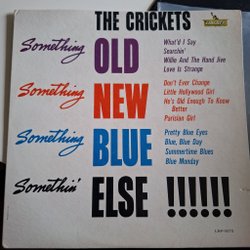 THE CRICKETS
LIBERTY
Something OLD
What'd I Say
Searchin'
Willie And The Hand Jive
Love Is Strange
Something NEW
Don't Ever Change
Little Hollywood Girl
He's Old Enough To Know
Better
Parisian Girl
Something BLUE
Pretty Blue Eyes
Blue, Blue Day
Summertime Blues
Blue Monday
Somethin' ELSE !!!!!!